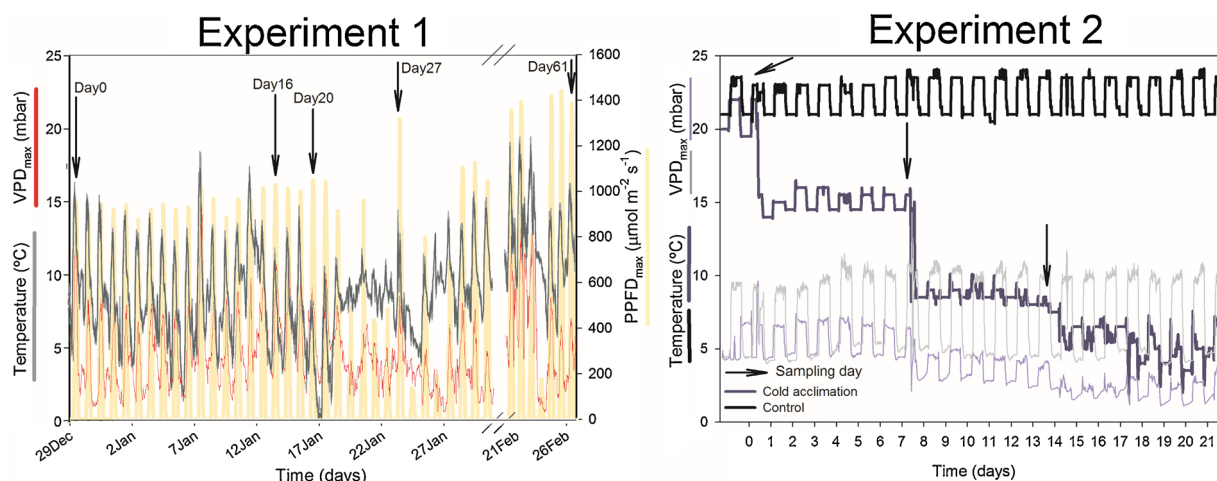 Experiment 1
Experiment 2
VPDmax (mbar)
Temperature (ºC)
25
20
15
10
5
0
Day0
Day16
Day20
Day27
Day61
1600
1400
1200
1000
800
600
400
200
0
PPFDmax (µmol m-2 s-1)
29Dec
2Jan
7Jan
12Jan
17Jan
22Jan
27Jan
21Feb
26Feb
Time (days)
VPDmax (mbar)
Temperature (ºC)
25
20
15
10
5
0
Sampling day
Cold acclimation
Control
0 1 2 3 4 5 6 7 8 9 10 11 12 13 14 15 16 17 18 19 20 21
Time (days)